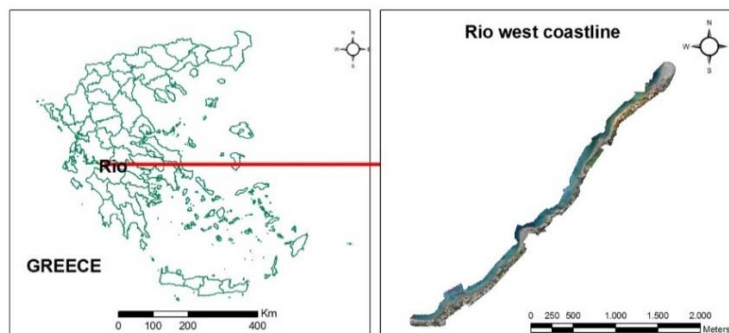 N
W E
S
Rio
GREECE
Km
0 100 200 400
Rio west coastline
N
W E
S
0 250 500 1.000 1.500 2.000
Meters